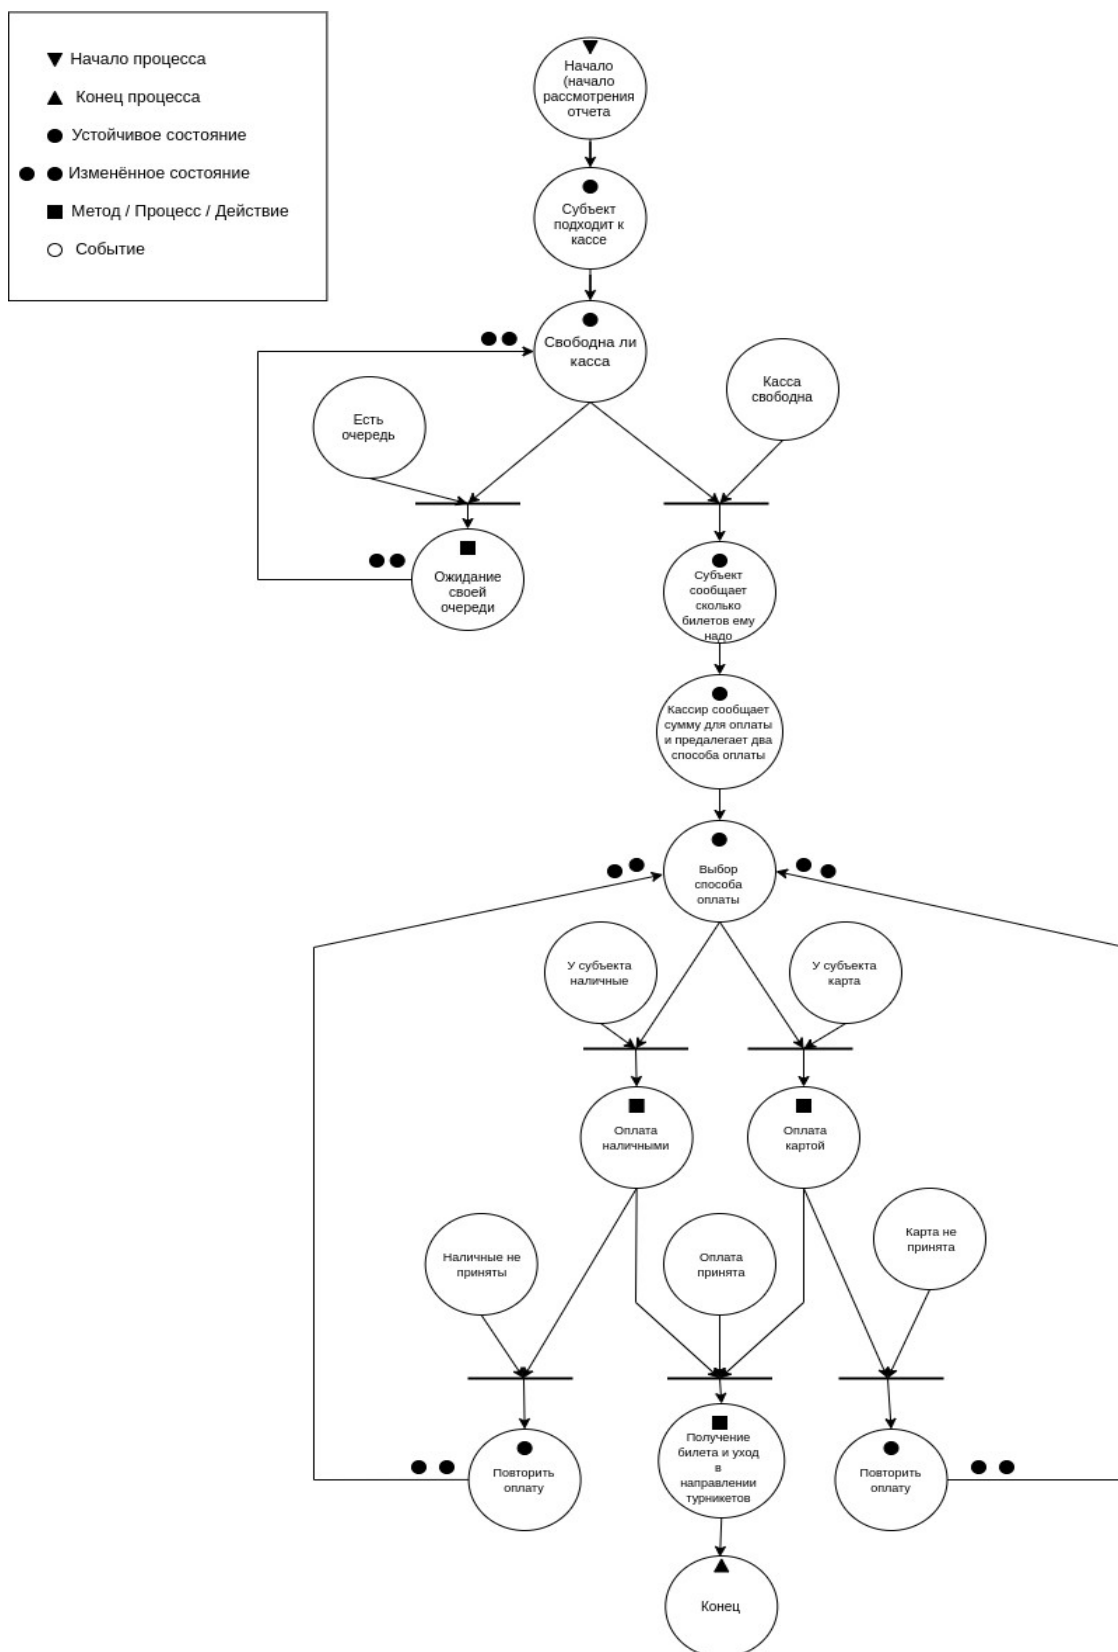 Начало процесса
Конец процесса
Устойчивое состояние
Изменённое состояние
Метод / Процесс / Действие
Событие
Начало
(начало
рассмотрения
отчета
Субъект
подходит к
кассе
Свободна ли
касса
Касса
свободна
Есть
очередь
Ожидание
своей
очереди
Субъект
сообщает
сколько
билетов ему
надо
Кассир сообщает
сумму для оплаты
и предалегает два
способа оплаты
Выбор
способа
оплаты
У субъекта
наличные
У субъекта
карта
Оплата
наличными
Оплата
картой
Наличные не
приняты
Оплата
принята
Карта не
принята
Повторить
оплату
Получение
билета и уход
в
направлении
турникетов
Повторить
оплату
Конец